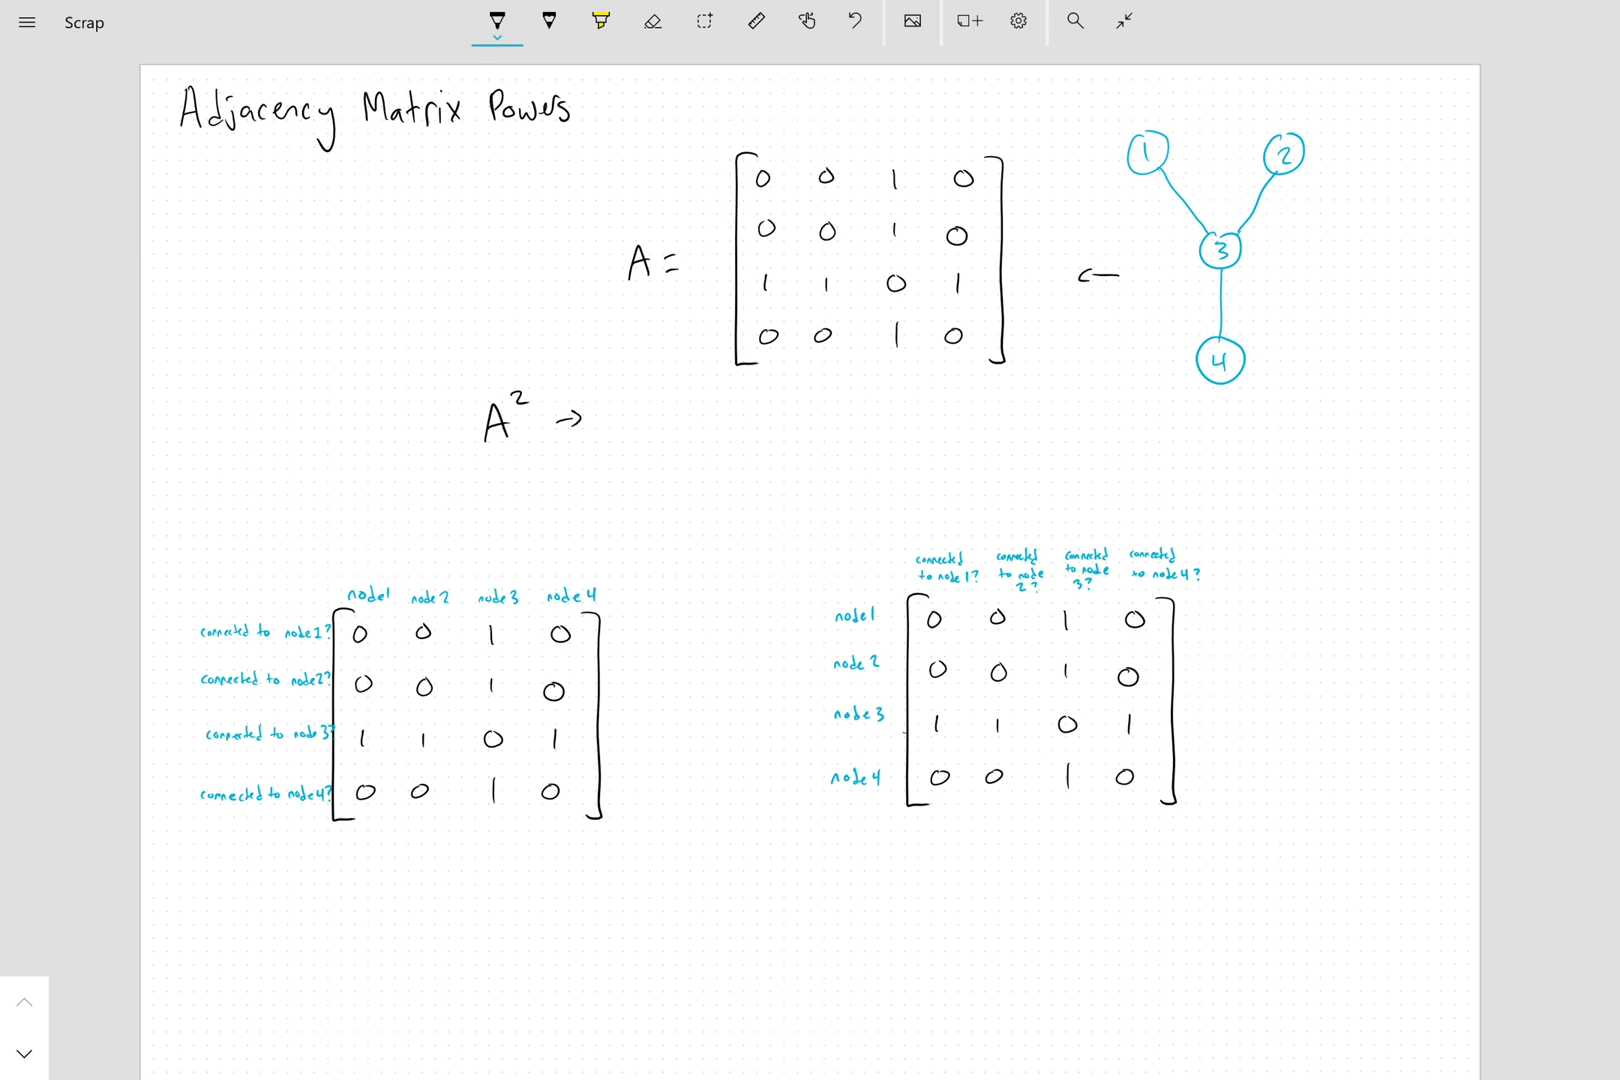 Scrap
Adjacency Matrix Powers
A =
0 0 1 0
0 0 1 0
1 1 0 1
0 0 1 0
←
1
2
3
4
A² →
node1 node2 node3 node4
connected to node1? 0 0 1 0
connected to node2? 0 0 1 0
connected to node3? 1 1 0 1
connected to node4? 0 0 1 0
connected to node1?
connected to node 2?
connected to node 3?
connected to node4?
node1 0 0 1 0
node2 0 0 1 0
node3 1 1 0 1
node4 0 0 1 0